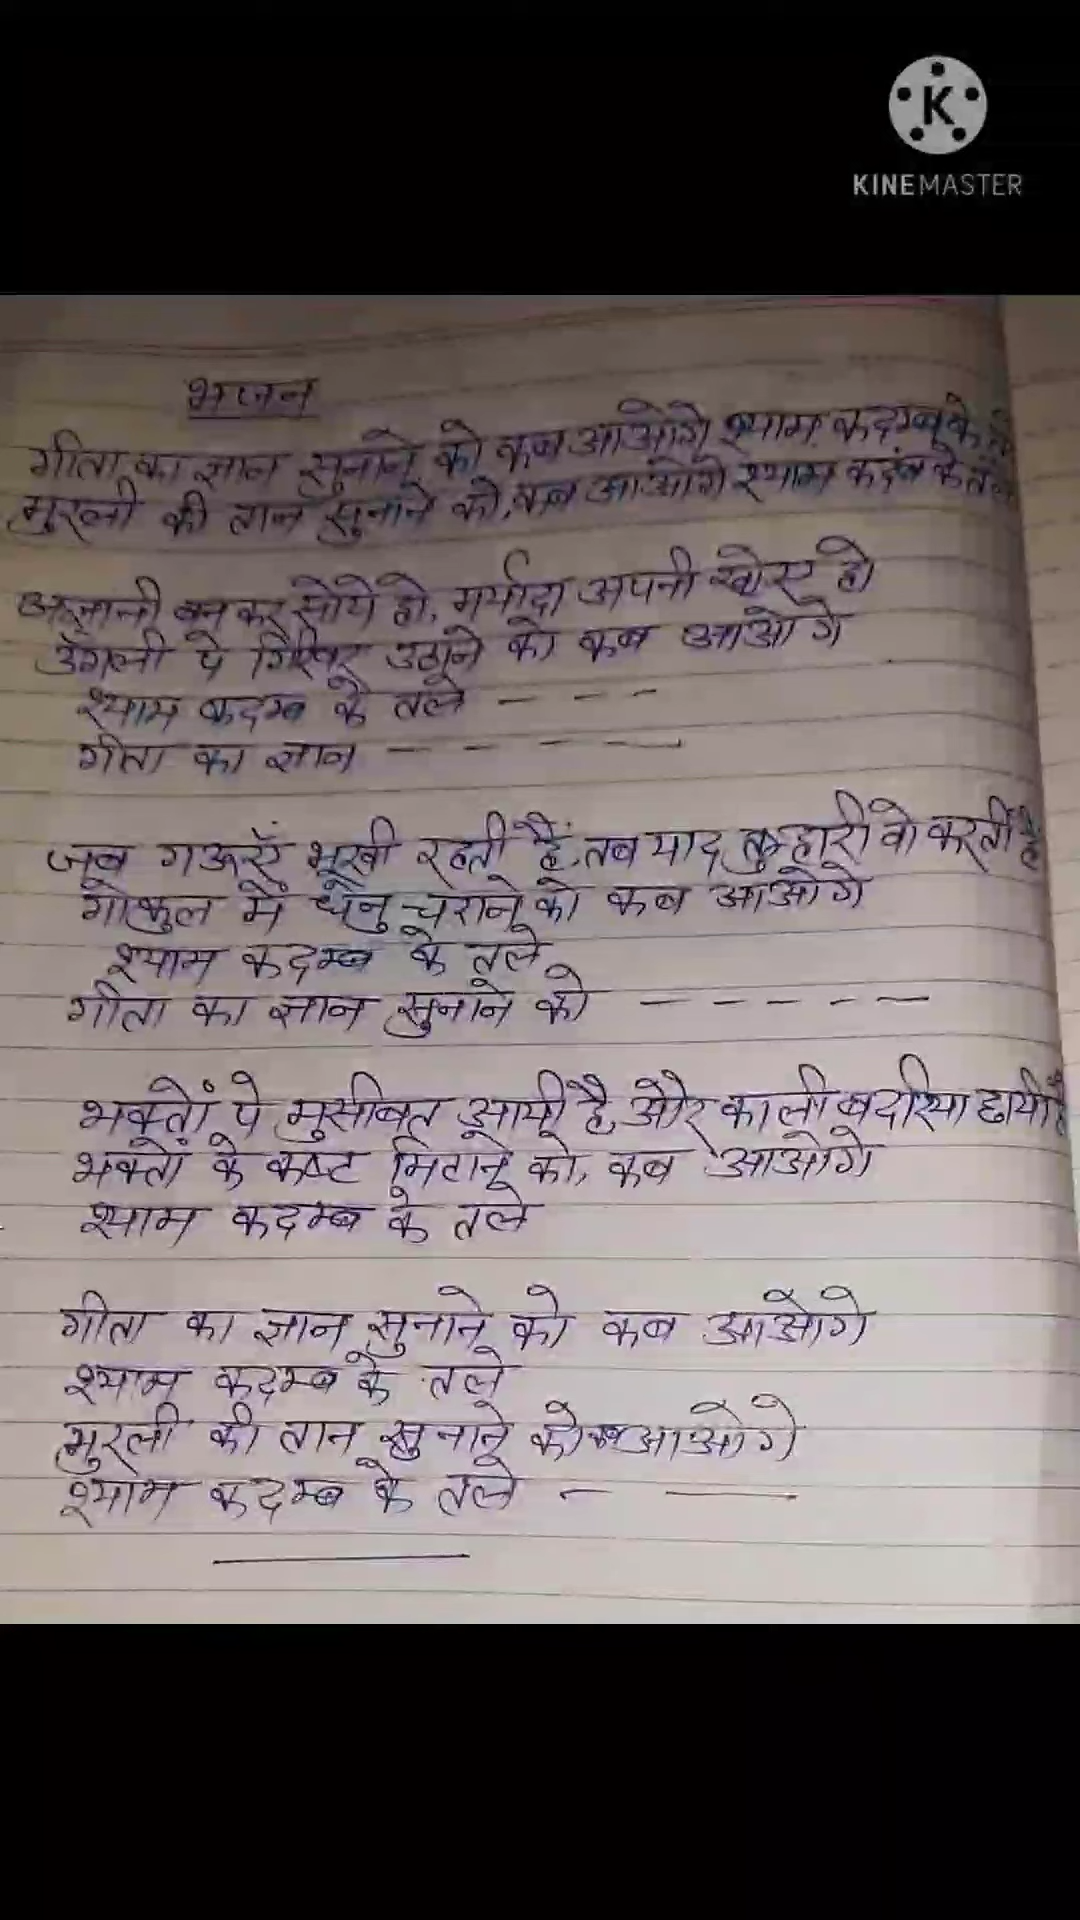 KINEMASTER
भजन
गीता का ज्ञान सुनाने को कब आओगे श्याम कदम्ब के
मुरली की तान सुनाने को, कब आओगे श्याम कदंब के तले
अज्ञानी बन कर सोये हो, मर्यादा अपनी खोए हो
उँगली पे गिरिवर उठाने को कब आओगे
श्याम कदम्ब के तले - - - -
गीता का ज्ञान - - - - -
जब गऊएँ भूखी रहती हैं, तब याद तुम्हारी वो करती हैं
गोकुल में धेनु चराने को कब आओगे
श्याम कदम्ब के तले
गीता का ज्ञान सुनाने को - - - - -
भक्तों पे मुसीबत आयी है, और काली बदरिया छायी है
भक्तों के कष्ट मिटाने को, कब आओगे
श्याम कदम्ब के तले
गीता का ज्ञान सुनाने को कब आओगे
श्याम कदम्ब के तले
मुरली की तान सुनाने को कब आओगे
श्याम कदम्ब के तले - —